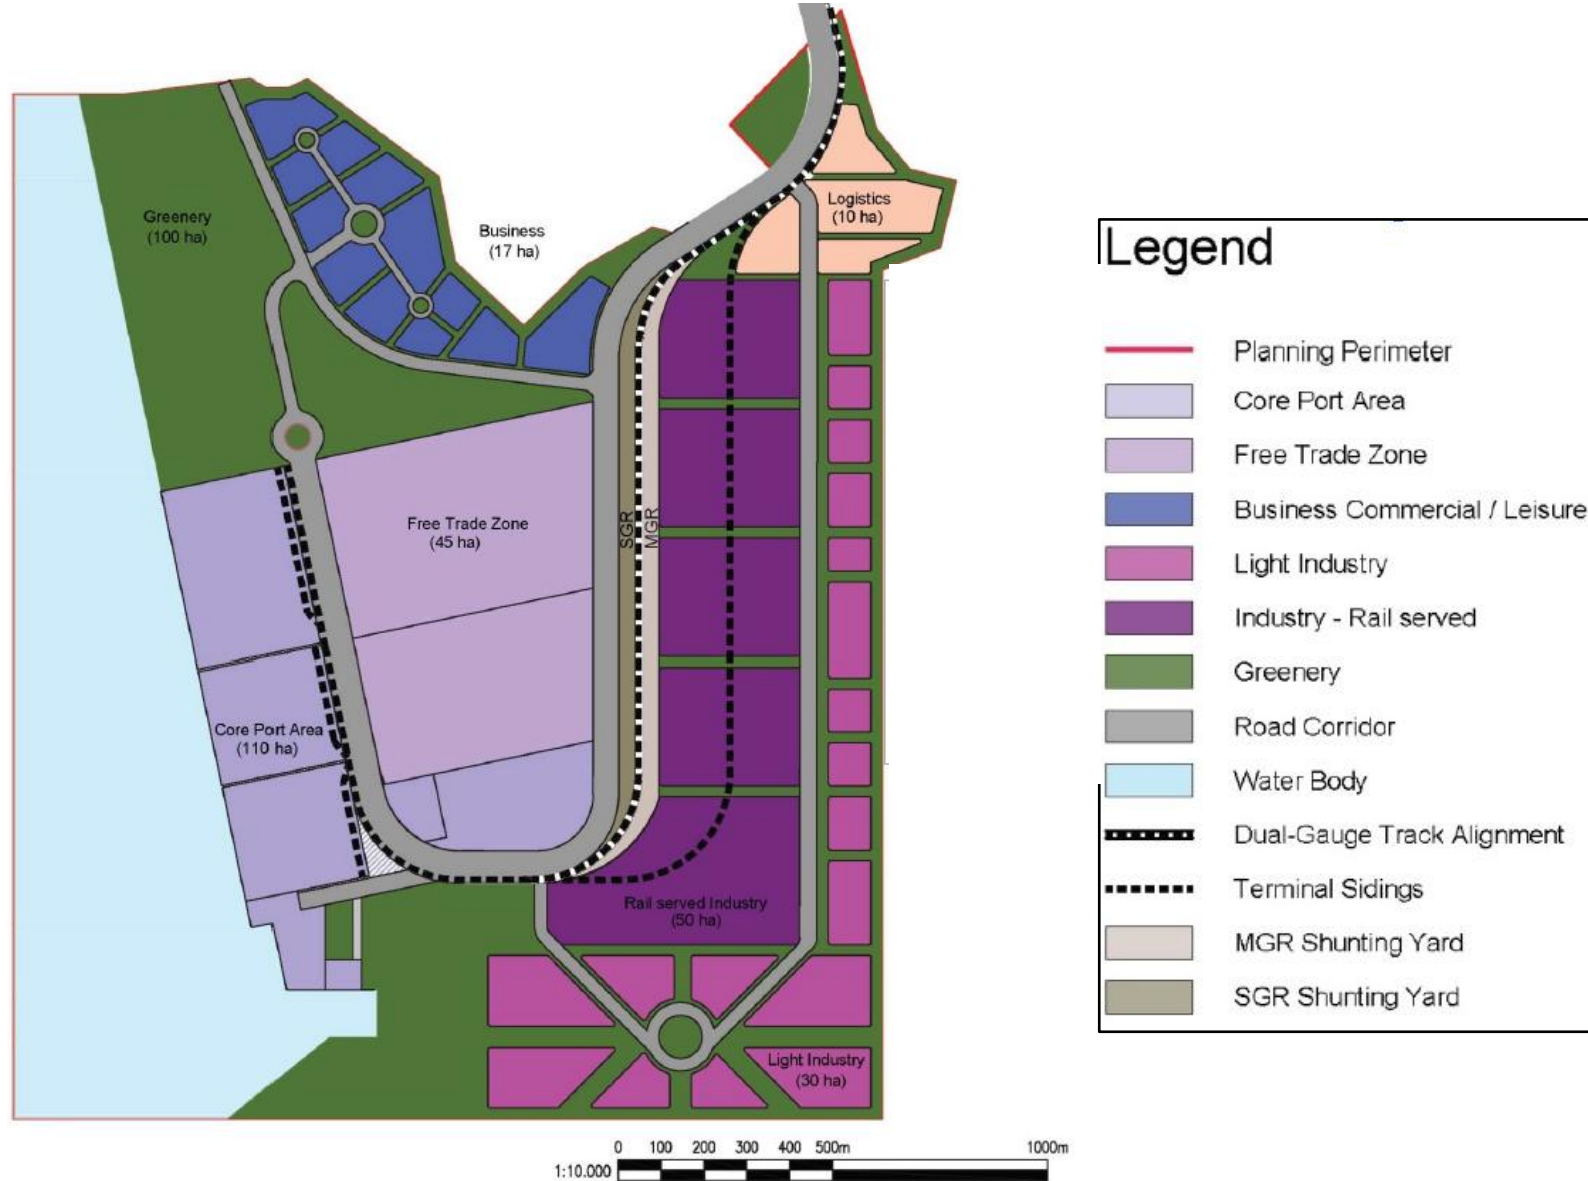 Greenery
(100 ha)
Business
(17 ha)
Logistics
(10 ha)
Free Trade Zone
(45 ha)
SGR
MGR
Core Port Area
(110 ha)
Rail served Industry
(50 ha)
Light Industry
(30 ha)
0 100 200 300 400 500m 1000m
1:10.000
Legend
Planning Perimeter
Core Port Area
Free Trade Zone
Business Commercial / Leisure
Light Industry
Industry - Rail served
Greenery
Road Corridor
Water Body
Dual-Gauge Track Alignment
Terminal Sidings
MGR Shunting Yard
SGR Shunting Yard